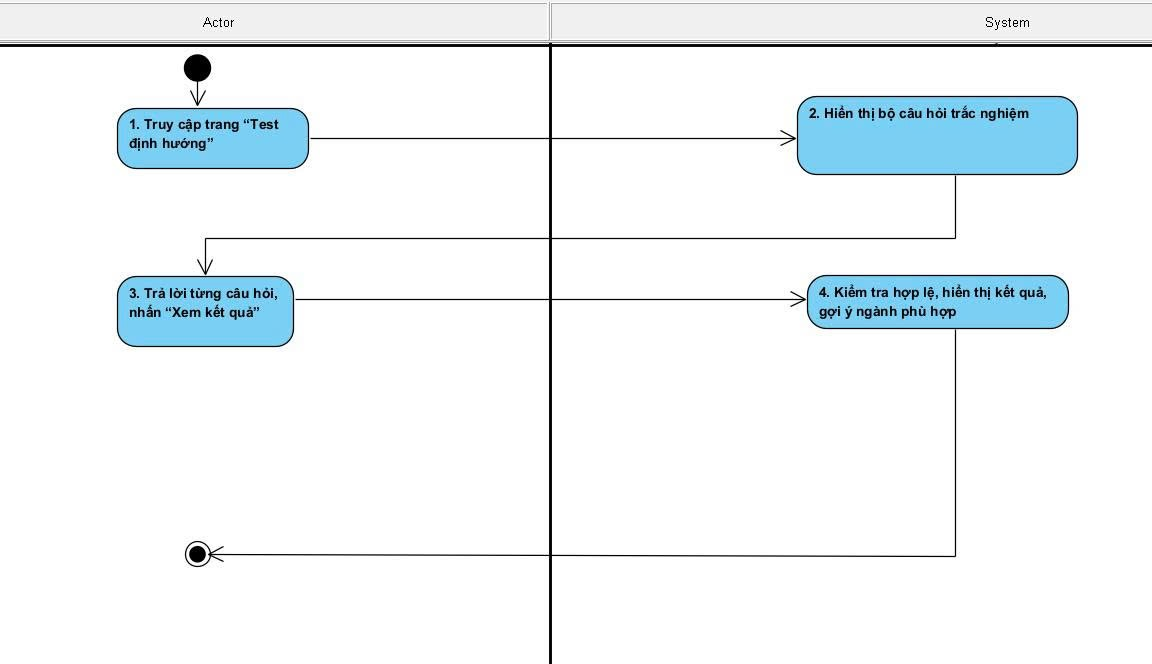 Actor
System
1. Truy cập trang “Test
định hướng”
2. Hiển thị bộ câu hỏi trắc nghiệm
3. Trả lời từng câu hỏi,
nhấn “Xem kết quả”
4. Kiểm tra hợp lệ, hiển thị kết quả,
gợi ý ngành phù hợp